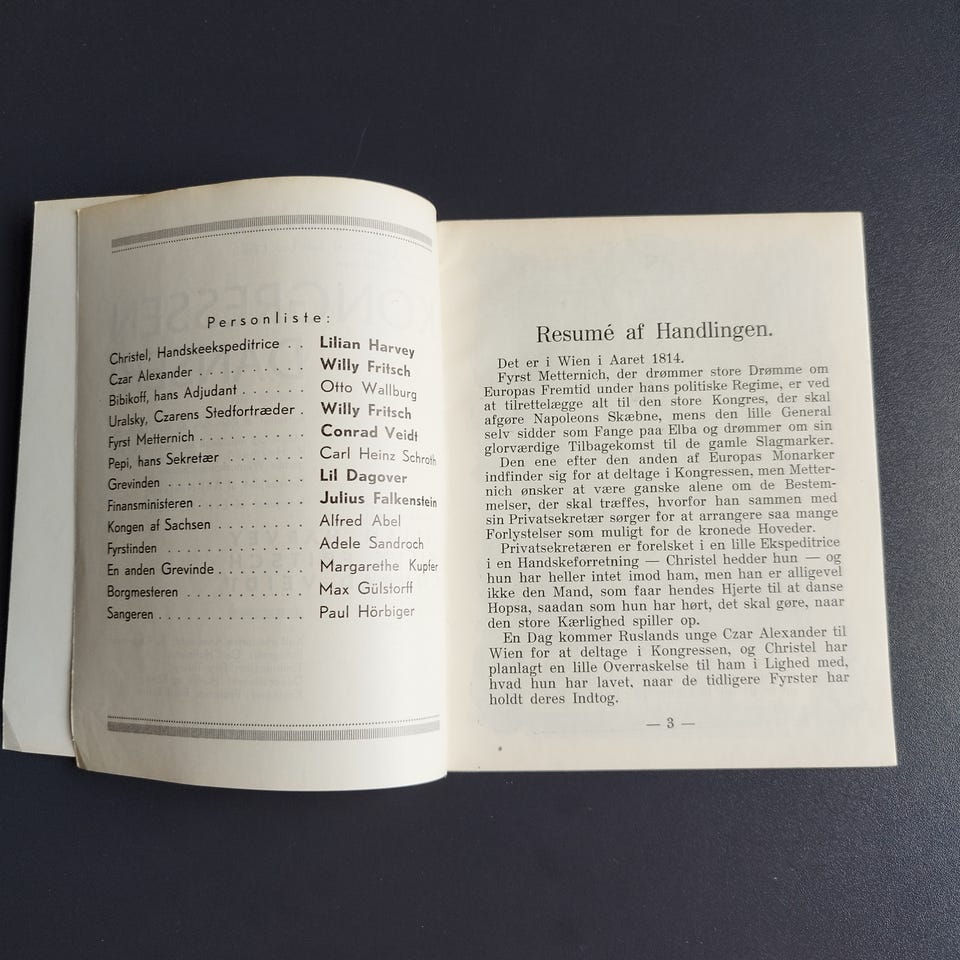 Personliste:
Christel, Handskeekspeditrice . . Lilian Harvey
Czar Alexander . . . . . . . . . . Willy Fritsch
Bibikoff, hans Adjudant . . . . . . Otto Wallburg
Uralsky, Czarens Stedfortræder . Willy Fritsch
Fyrst Metternich . . . . . . . . . . Conrad Veidt
Pepi, hans Sekretær . . . . . . . . Carl Heinz Schroth
Grevinden . . . . . . . . . . . . . Lil Dagover
Finansministeren . . . . . . . . . . Julius Falkenstein
Kongen af Sachsen . . . . . . . . Alfred Abel
Fyrstinden . . . . . . . . . . . . . Adele Sandroch
En anden Grevinde . . . . . . . . Margarethe Kupfer
Borgmesteren . . . . . . . . . . . Max Gülstorff
Sangeren . . . . . . . . . . . . . . Paul Hörbiger
Resumé af Handlingen.
Det er i Wien i Aaret 1814.
Fyrst Metternich, der drømmer store Drømme om
Europas Fremtid under hans politiske Regime, er ved
at tilrettelægge alt til den store Kongres, der skal
afgøre Napoleons Skæbne, mens den lille General
selv sidder som Fange paa Elba og drømmer om sin
glorværdige Tilbagekomst til de gamle Slagmarker.
Den ene efter den anden af Europas Monarker
indfinder sig for at deltage i Kongressen, men Metter-
nich ønsker at være ganske alene om de Bestem-
melser, der skal træffes, hvorfor han sammen med
sin Privatsekretær sørger for at arrangere saa mange
Forlystelser som muligt for de kronede Hoveder.
Privatsekretæren er forelsket i en lille Ekspeditrice
i en Handskeforretning — Christel hedder hun — og
hun har heller intet imod ham, men han er alligevel
ikke den Mand, som faar hendes Hjerte til at danse
Hopsa, saadan som hun har hørt, det skal gøre, naar
den store Kærlighed spiller op.
En Dag kommer Ruslands unge Czar Alexander til
Wien for at deltage i Kongressen, og Christel har
planlagt en lille Overraskelse til ham i Lighed med,
hvad hun har lavet, naar de tidligere Fyrster har
holdt deres Indtog.
— 3 —